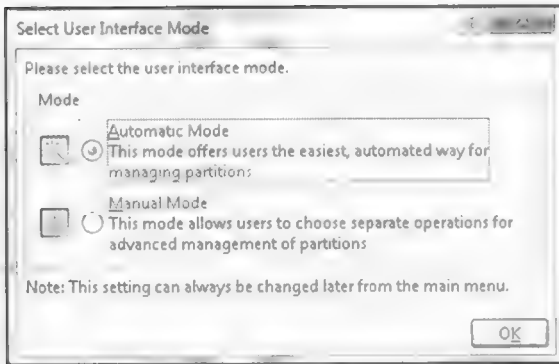 Select User Interface Mode
Please select the user interface mode.
Mode
Automatic Mode
This mode offers users the easiest, automated way for
managing partitions
Manual Mode
This mode allows users to choose separate operations for
advanced management of partitions
Note: This setting can always be changed later from the main menu.
OK